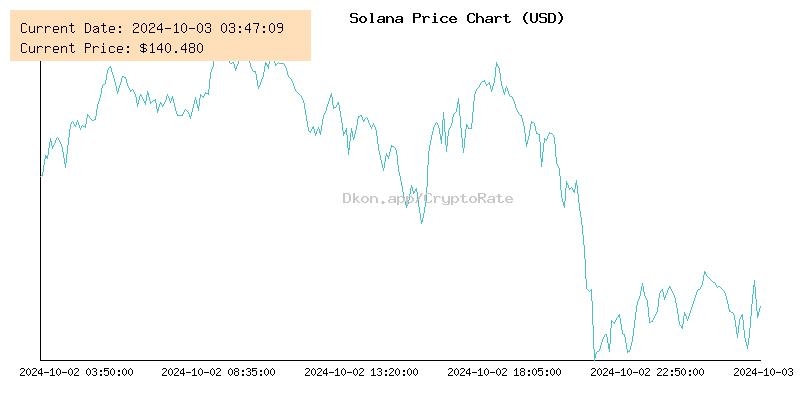 Solana Price Chart (USD)
Current Date: 2024-10-03 03:47:09
Current Price: $140.480
Dkon.app/CryptoRate
2024-10-02 03:50:00 2024-10-02 08:35:00 2024-10-02 13:20:00 2024-10-02 18:05:00 2024-10-02 22:50:00 2024-10-03